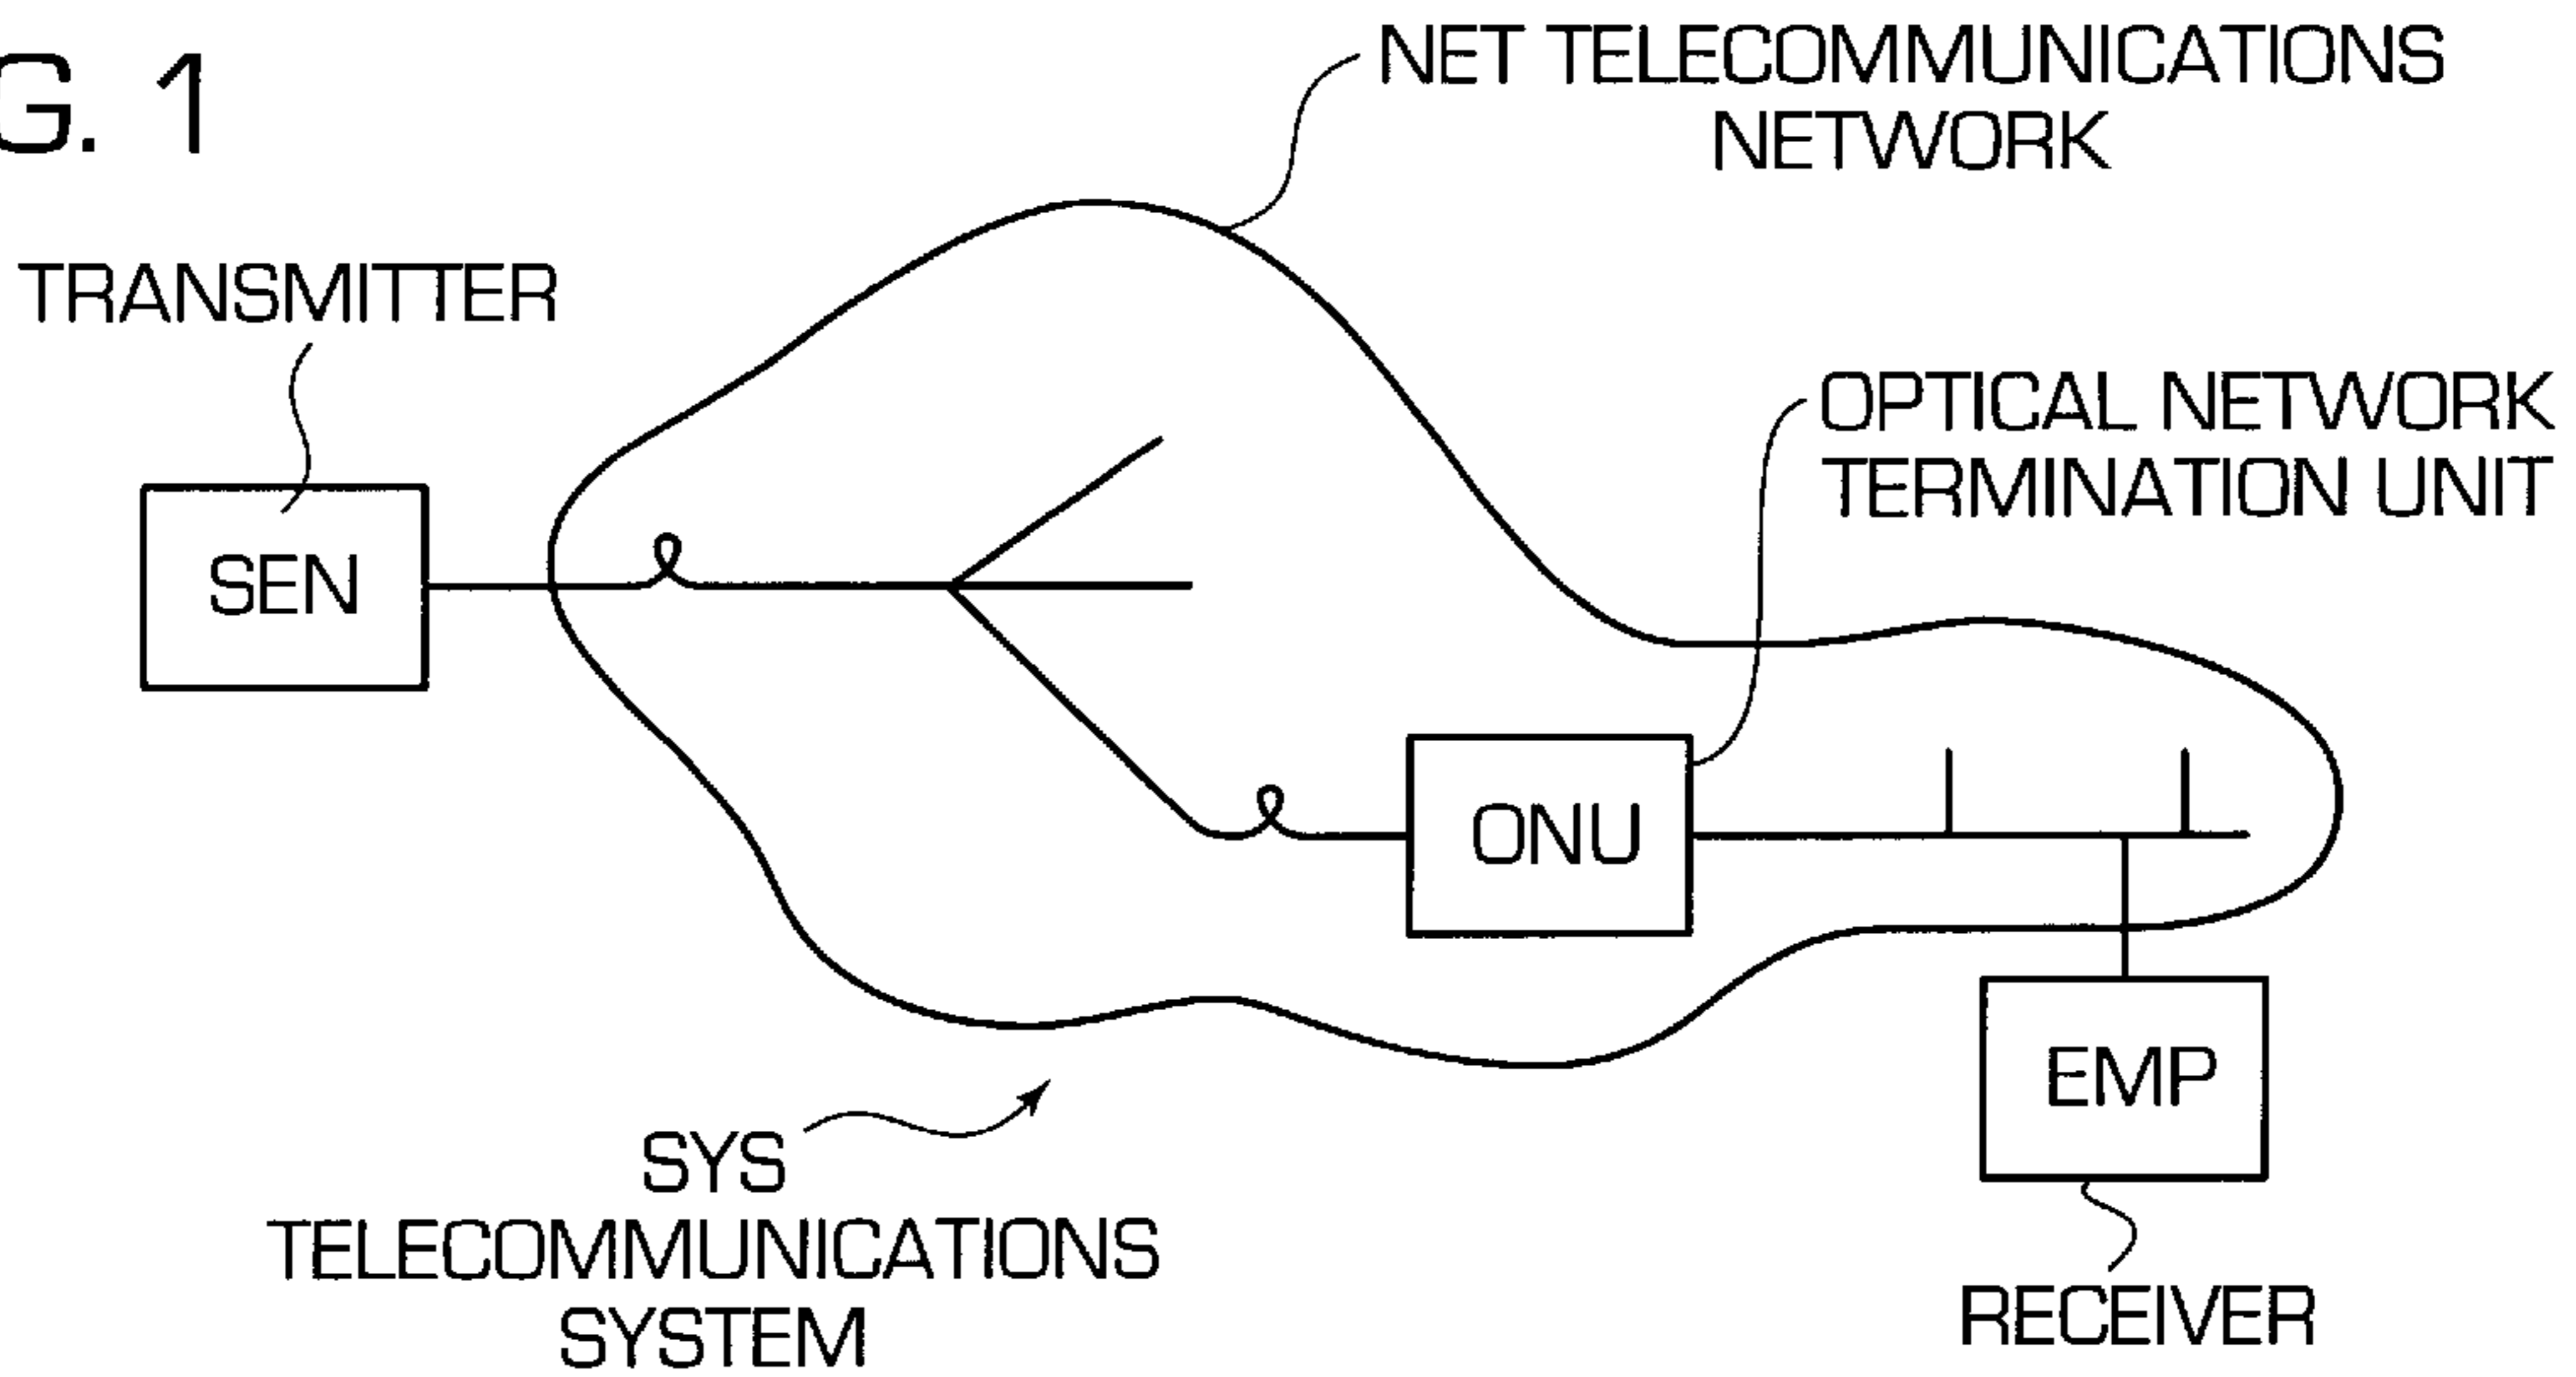 G. 1
NET TELECOMMUNICATIONS
NETWORK
TRANSMITTER
OPTICAL NETWORK
TERMINATION UNIT
SEN
ONU
EMP
SYS
TELECOMMUNICATIONS
SYSTEM
RECEIVER